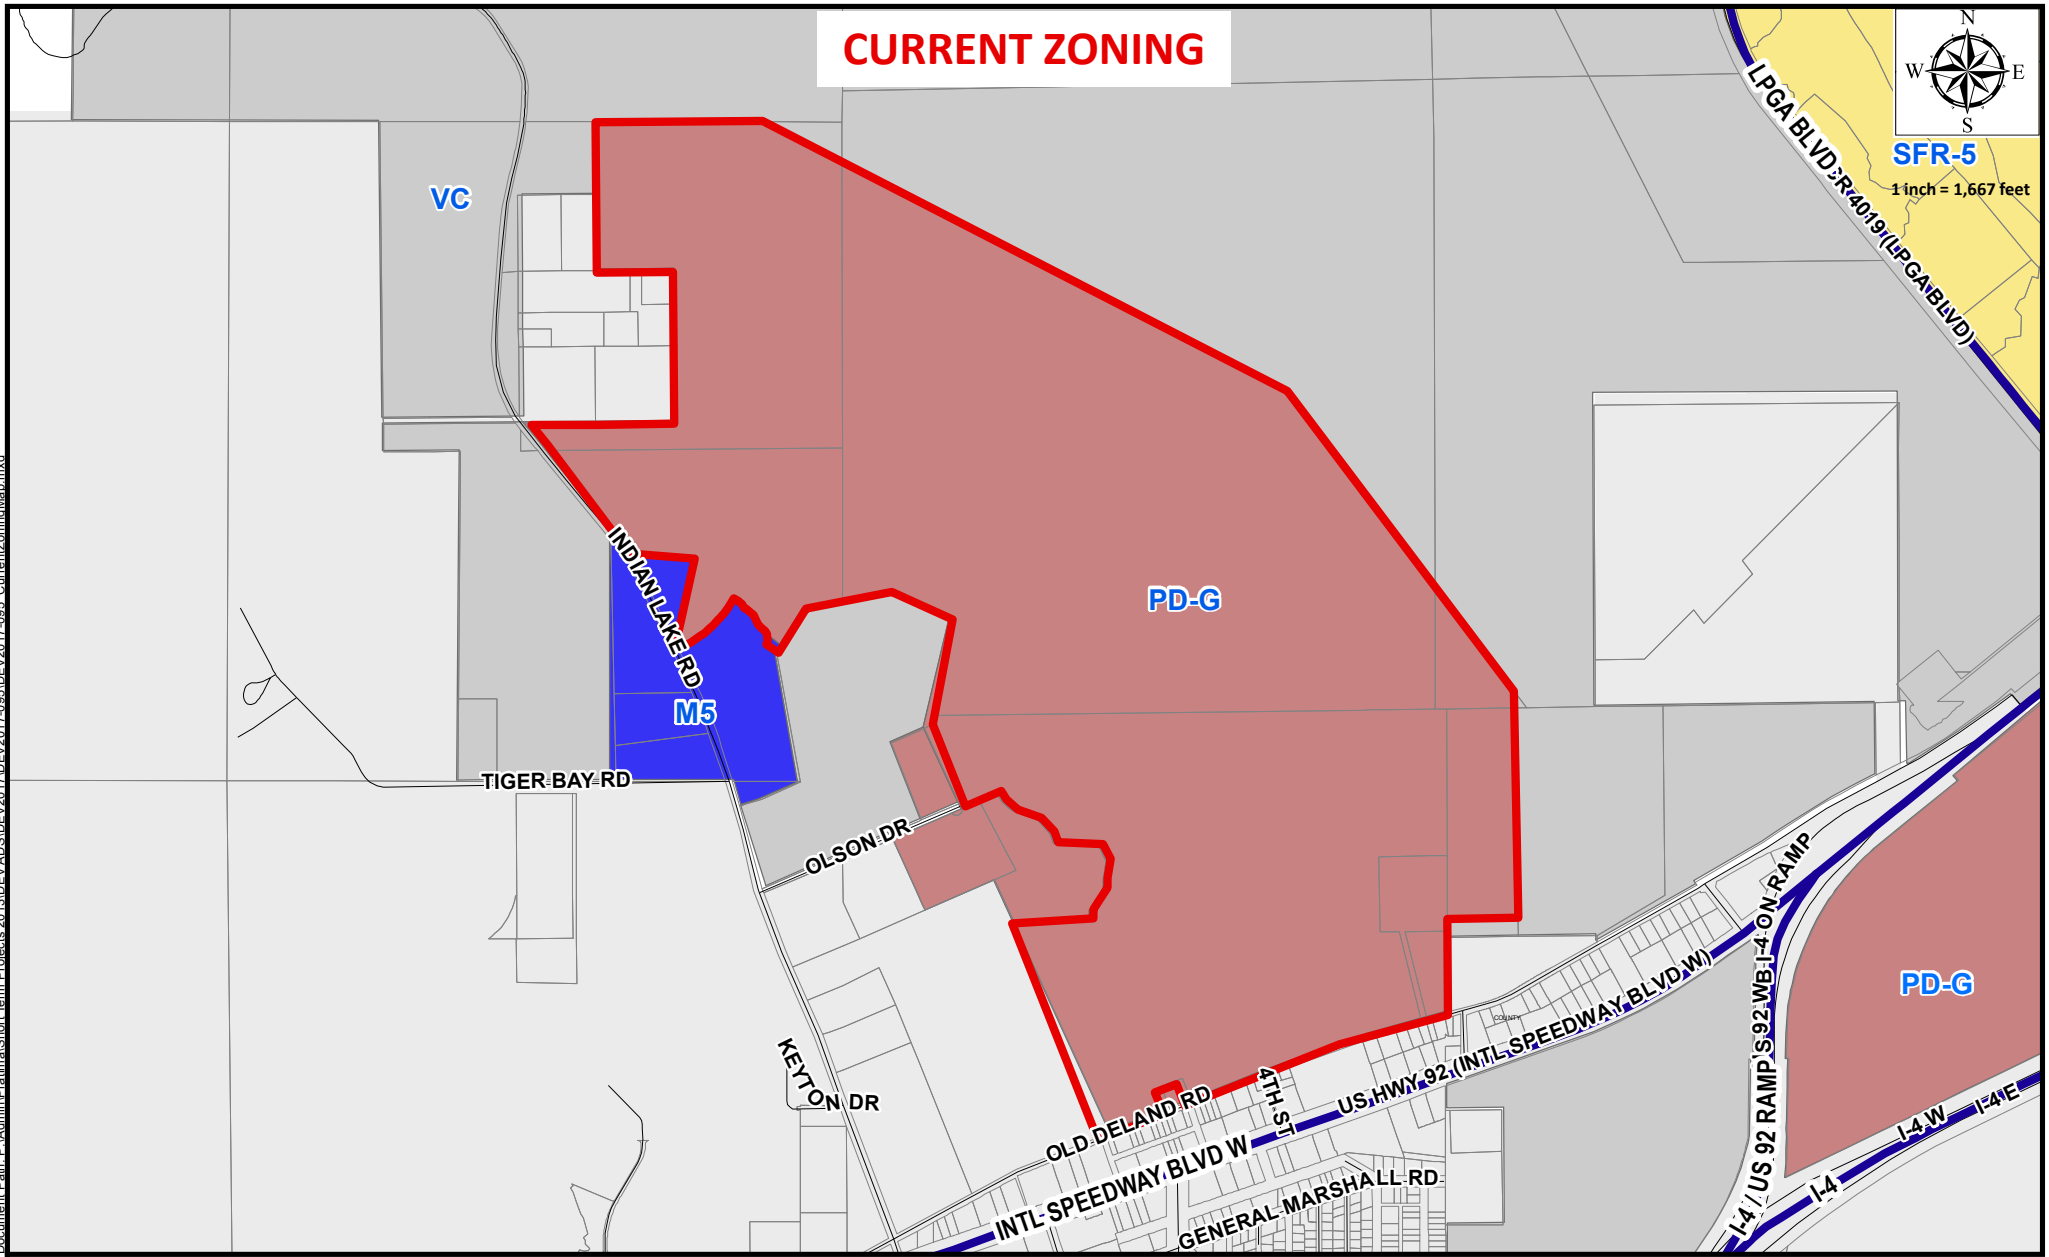 CURRENT ZONING
N
W
E
S
LPGA BLVD
CR 4019 (LPGA BLVD)
SFR-5
1 inch = 1,667 feet
VC
INDIAN LAKE RD
PD-G
M5
TIGER BAY RD
OLSON DR
I-4 / US 92 RAMP
S 92 WB I-4 ON RAMP
PD-G
COUNTY
US HWY 92 (INTL SPEEDWAY BLVD W)
KEYTON DR
4TH ST
OLD DELAND RD
INTL SPEEDWAY BLVD W
GENERAL MARSHALL RD
I-4 W
I-4 E
I-4